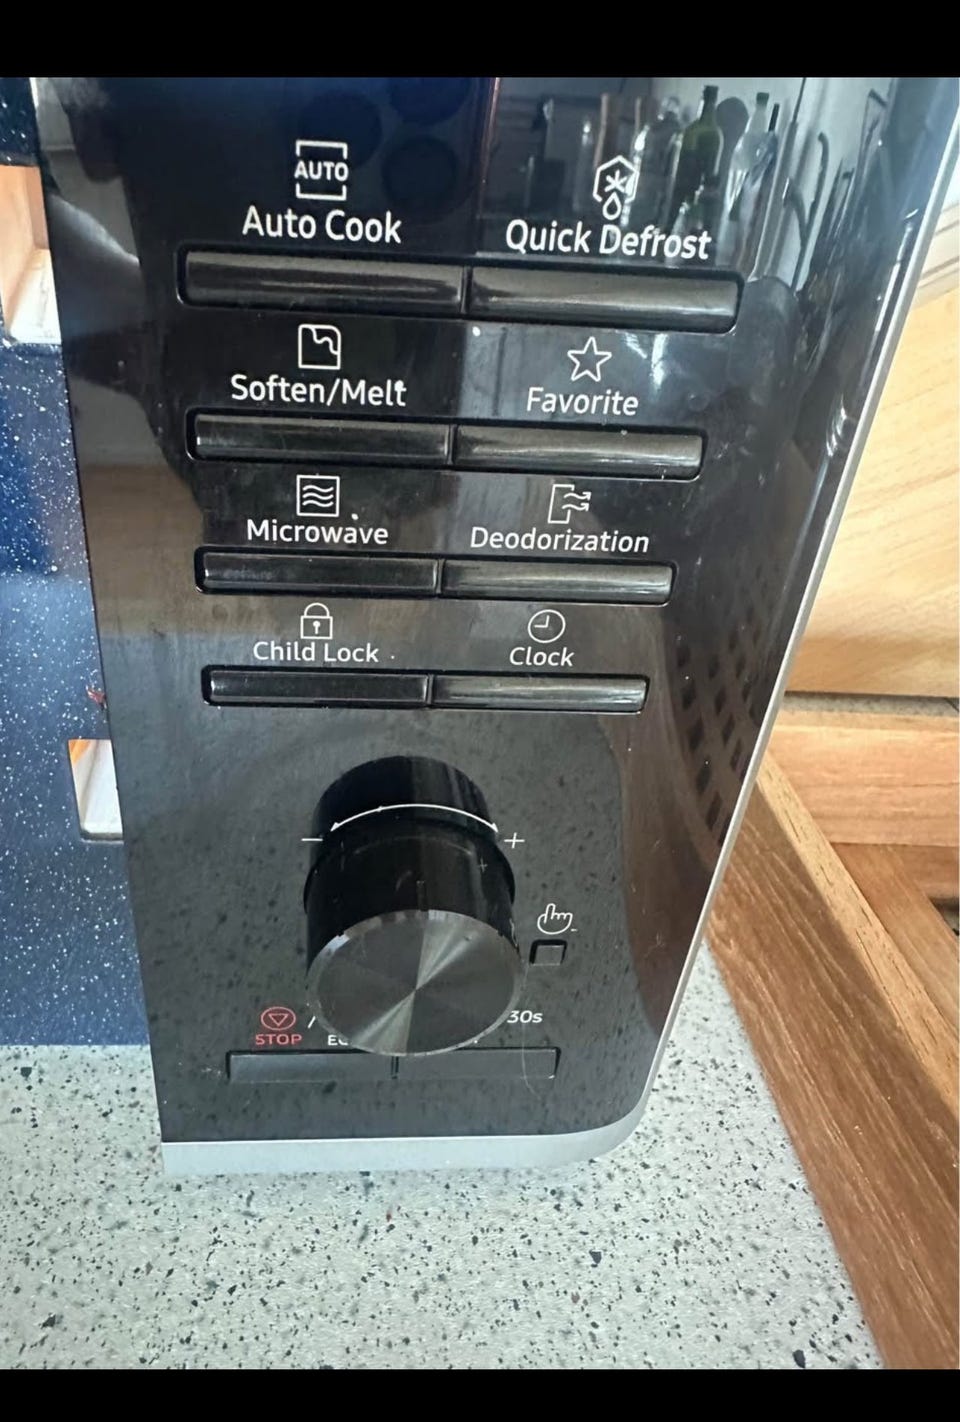 AUTO
Auto Cook
Quick Defrost
Soften/Melt
Favorite
Microwave
Deodorization
Child Lock
Clock
− +
/ 30s
STOP